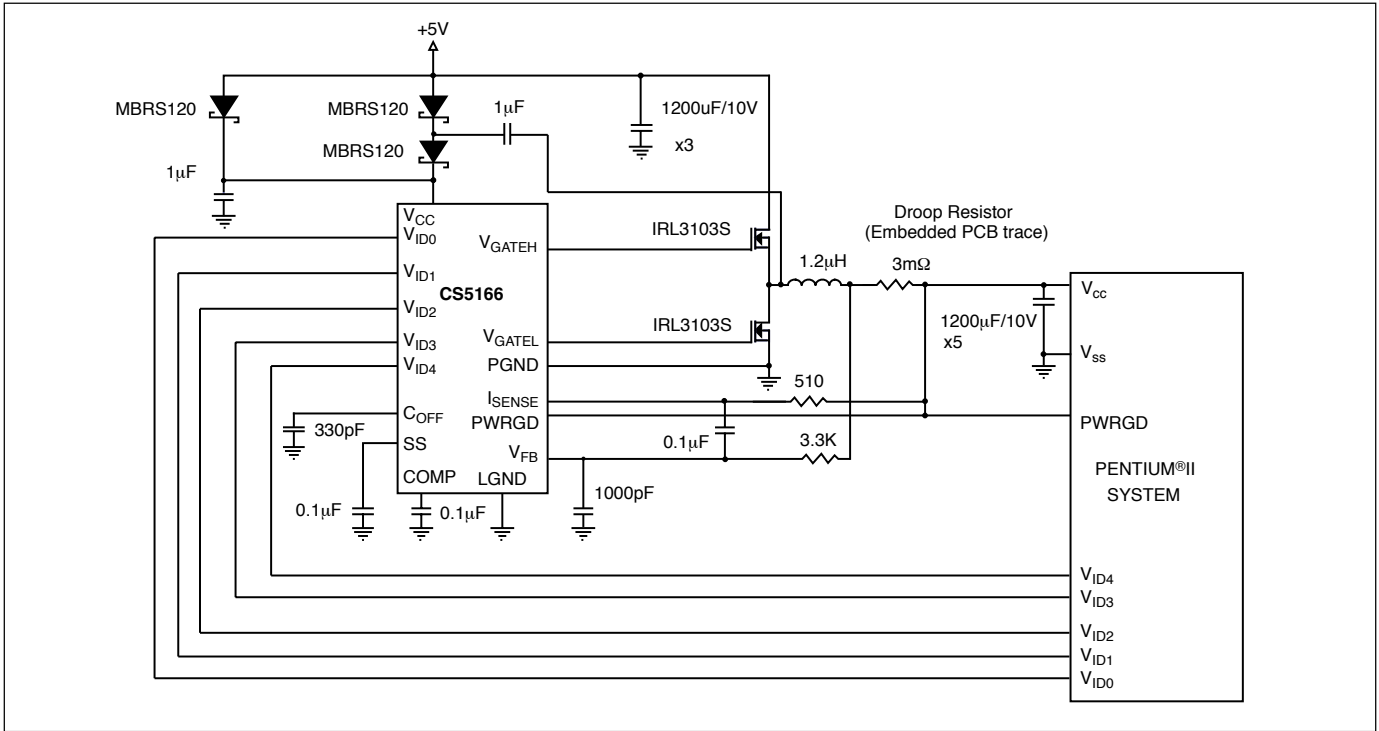 +5V
MBRS120
MBRS120
1μF
1200uF/10V
x3
MBRS120
1μF
VCC
VID0
VGATEH
IRL3103S
Droop Resistor
(Embedded PCB trace)
1.2μH
3mΩ
VID1
CS5166
VID2
VID3
VID4
VGATEL
IRL3103S
PGND
Vcc
1200μF/10V
x5
Vss
510
ISENSE
PWRGD
COFF
330pF
SS
VFB
0.1μF
3.3K
PWRGD
COMP
LGND
1000pF
PENTIUM®II
SYSTEM
0.1μF
0.1μF
VID4
VID3
VID2
VID1
VID0